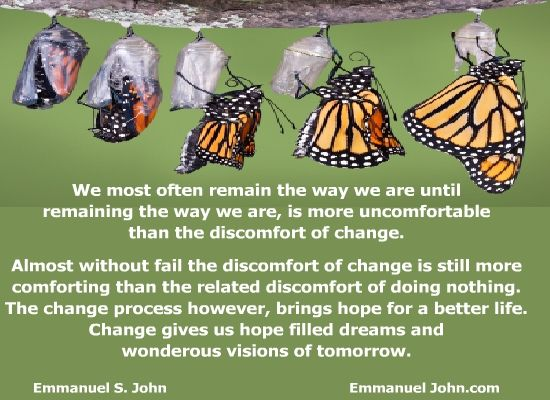 We most often remain the way we are until
remaining the way we are, is more uncomfortable
than the discomfort of change.
Almost without fail the discomfort of change is still more
comforting than the related discomfort of doing nothing.
The change process however, brings hope for a better life.
Change gives us hope filled dreams and
wonderous visions of tomorrow.
Emmanuel S. John
Emmanuel John.com